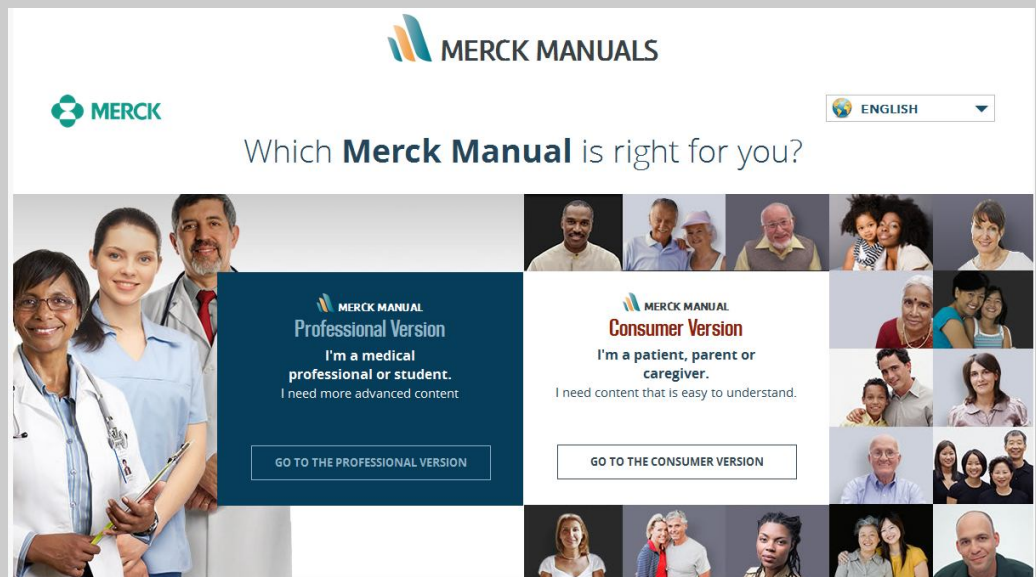 MERCK MANUALS
MERCK
ENGLISH
Which Merck Manual is right for you?
MERCK MANUAL
Professional Version
I'm a medical
professional or student.
I need more advanced content
GO TO THE PROFESSIONAL VERSION
MERCK MANUAL
Consumer Version
I'm a patient, parent or
caregiver.
I need content that is easy to understand.
GO TO THE CONSUMER VERSION